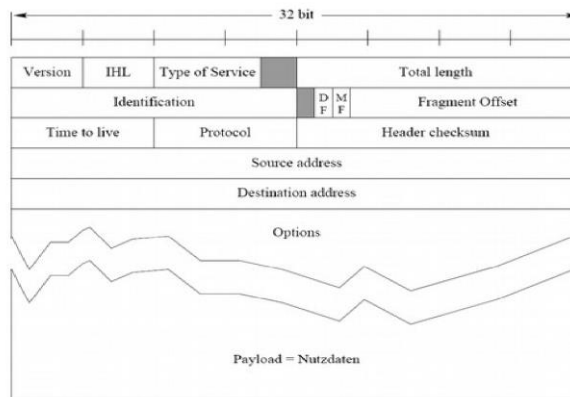 32 bit
Version IHL Type of Service Total length
Identification D F M F Fragment Offset
Time to live Protocol Header checksum
Source address
Destination address
Options
Payload = Nutzdaten